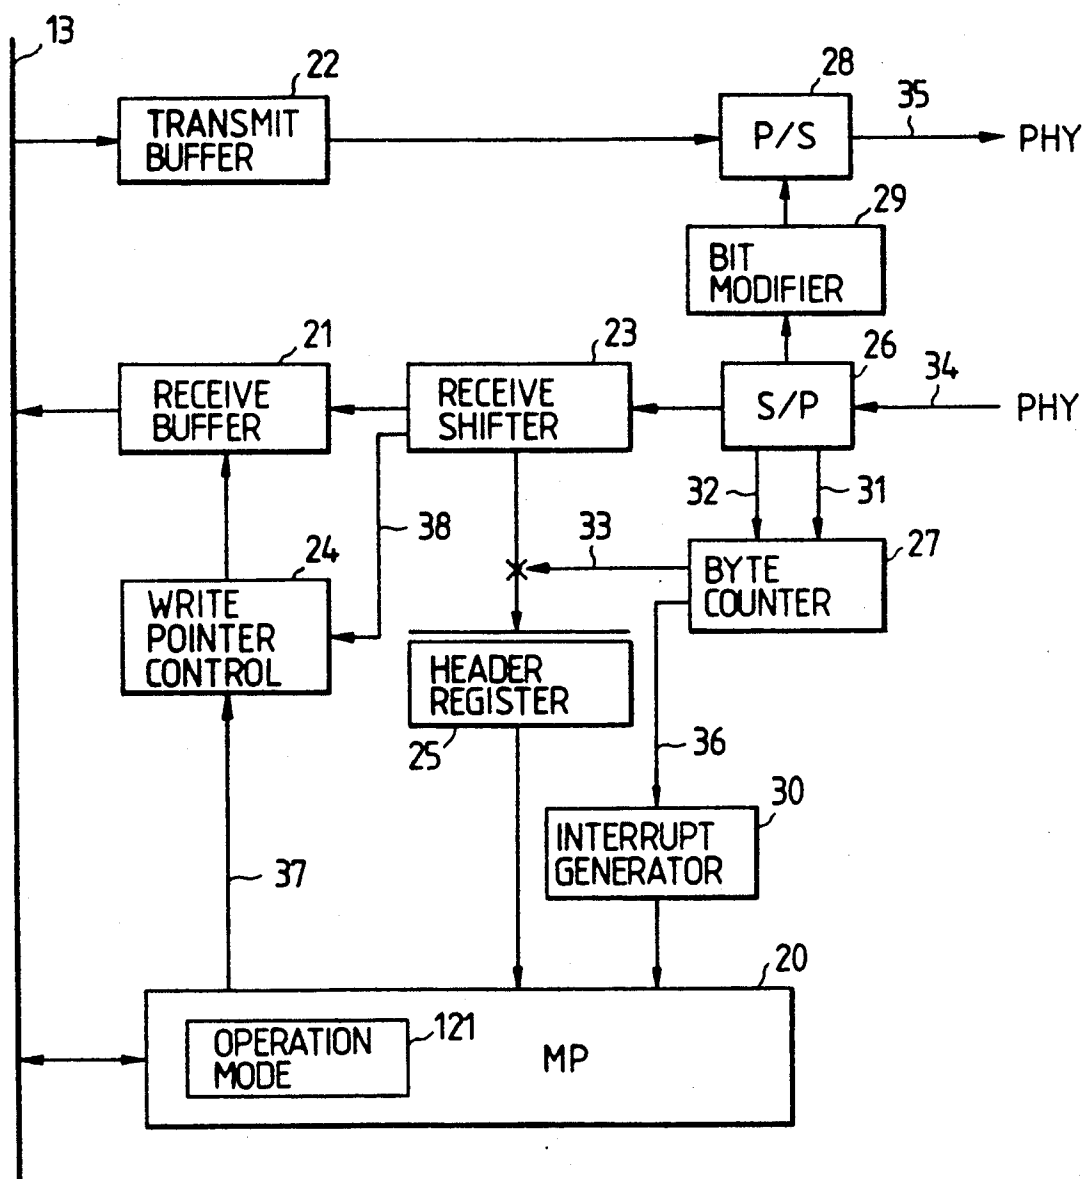 13
22
TRANSMIT
BUFFER
28
P/S
35
PHY
29
BIT
MODIFIER
21
RECEIVE
BUFFER
23
RECEIVE
SHIFTER
26
S/P
34
PHY
32
31
38
33
27
BYTE
COUNTER
24
WRITE
POINTER
CONTROL
HEADER
REGISTER
25
36
30
INTERRUPT
GENERATOR
37
20
OPERATION
MODE
121
MP